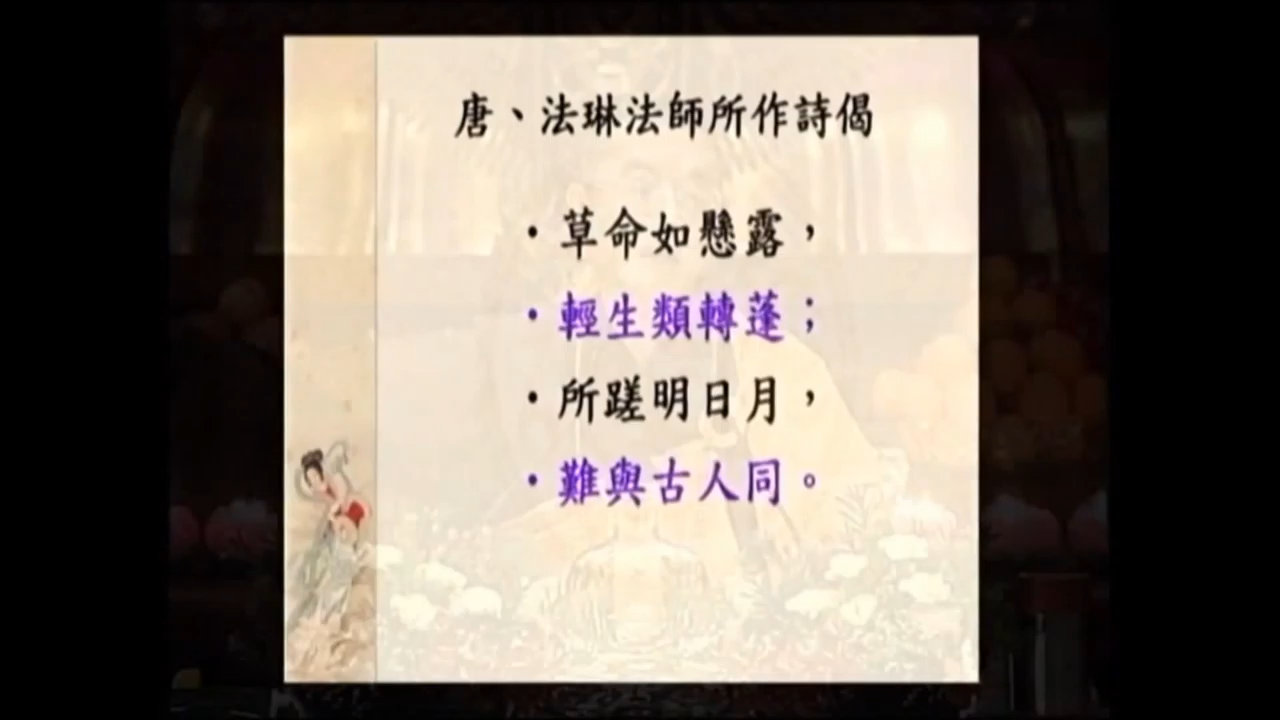 唐、法琳法師所作詩偈
・草命如懸露，
・輕生類轉蓬；
・所蹉明日月，
・難與古人同。